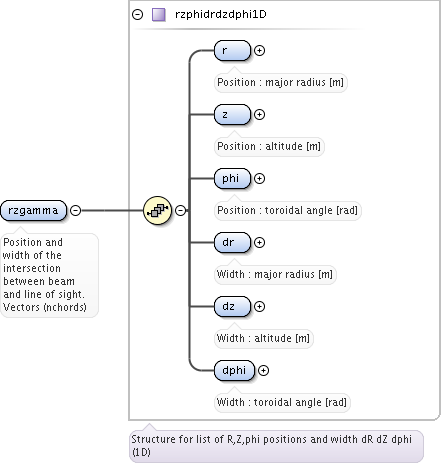 rzphidrdzdphi1D
r
Position : major radius [m]
z
Position : altitude [m]
phi
Position : toroidal angle [rad]
rzgamma
Position and
width of the
intersection
between beam
and line of sight.
Vectors (nchords)
dr
Width : major radius [m]
dz
Width : altitude [m]
dphi
Width : toroidal angle [rad]
Structure for list of R,Z,phi positions and width dR dZ dphi
(1D)